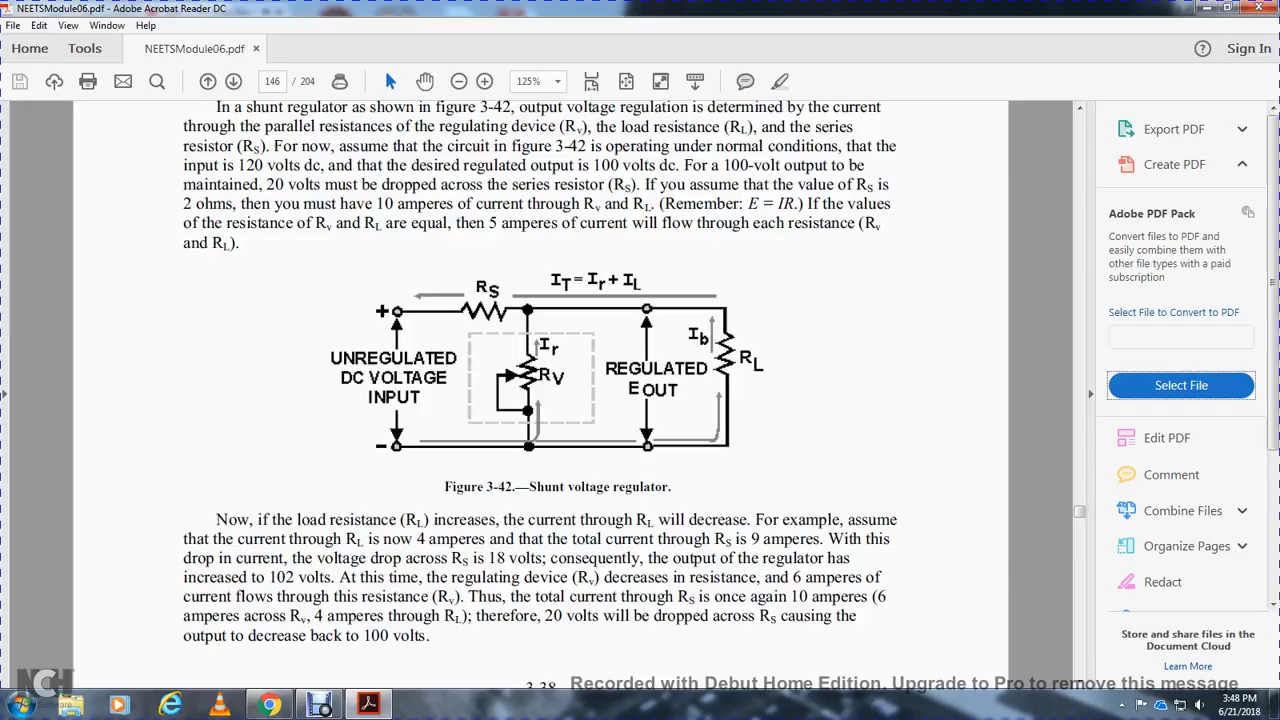 NEETSModule06.pdf - Adobe Acrobat Reader DC
File Edit View Window Help
Home Tools NEETSModule06.pdf × Sign In
146 / 204 125%
In a shunt regulator as shown in figure 3-42, output voltage regulation is determined by the current
through the parallel resistances of the regulating device (Rv), the load resistance (RL), and the series
resistor (RS). For now, assume that the circuit in figure 3-42 is operating under normal conditions, that the
input is 120 volts dc, and that the desired regulated output is 100 volts dc. For a 100-volt output to be
maintained, 20 volts must be dropped across the series resistor (RS). If you assume that the value of RS is
2 ohms, then you must have 10 amperes of current through Rv and RL. (Remember: E = IR.) If the values
of the resistance of Rv and RL are equal, then 5 amperes of current will flow through each resistance (Rv
and RL).
RS IT = Ir + IL
+
Ir
Ib
RL
RV
UNREGULATED
DC VOLTAGE
INPUT
REGULATED
E OUT
-
Figure 3-42.—Shunt voltage regulator.
Now, if the load resistance (RL) increases, the current through RL will decrease. For example, assume
that the current through RL is now 4 amperes and that the total current through RS is 9 amperes. With this
drop in current, the voltage drop across RS is 18 volts; consequently, the output of the regulator has
increased to 102 volts. At this time, the regulating device (Rv) decreases in resistance, and 6 amperes of
current flows through this resistance (Rv). Thus, the total current through RS is once again 10 amperes (6
amperes across Rv, 4 amperes through RL); therefore, 20 volts will be dropped across RS causing the
output to decrease back to 100 volts.
3-38
Export PDF
Create PDF
Adobe PDF Pack
Convert files to PDF and
easily combine them with
other file types with a paid
subscription
Select File to Convert to PDF
Select File
Edit PDF
Comment
Combine Files
Organize Pages
Redact
Store and share files in the
Document Cloud
Learn More
NCH
Software
Recorded with Debut Home Edition. Upgrade to Pro to remove this message
3:48 PM
6/21/2018